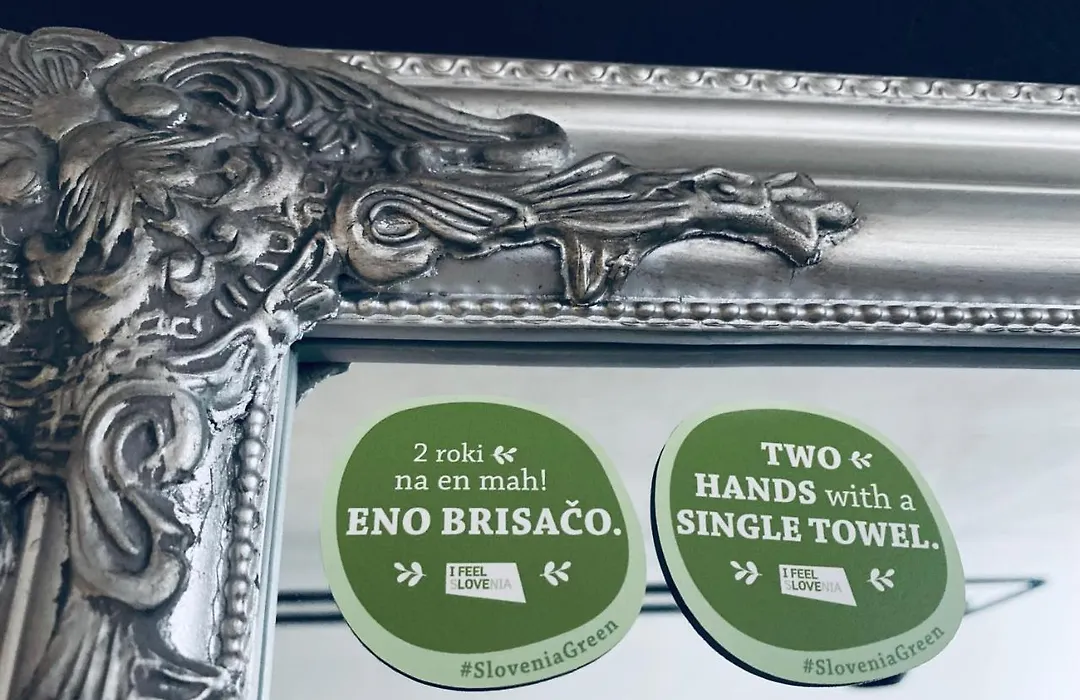 2 roki
na en mah!
ENO BRISAČO.
I FEEL
SLOVENIA
#SloveniaGreen
TWO
HANDS with a
SINGLE TOWEL.
I FEEL
SLOVENIA
#SloveniaGreen